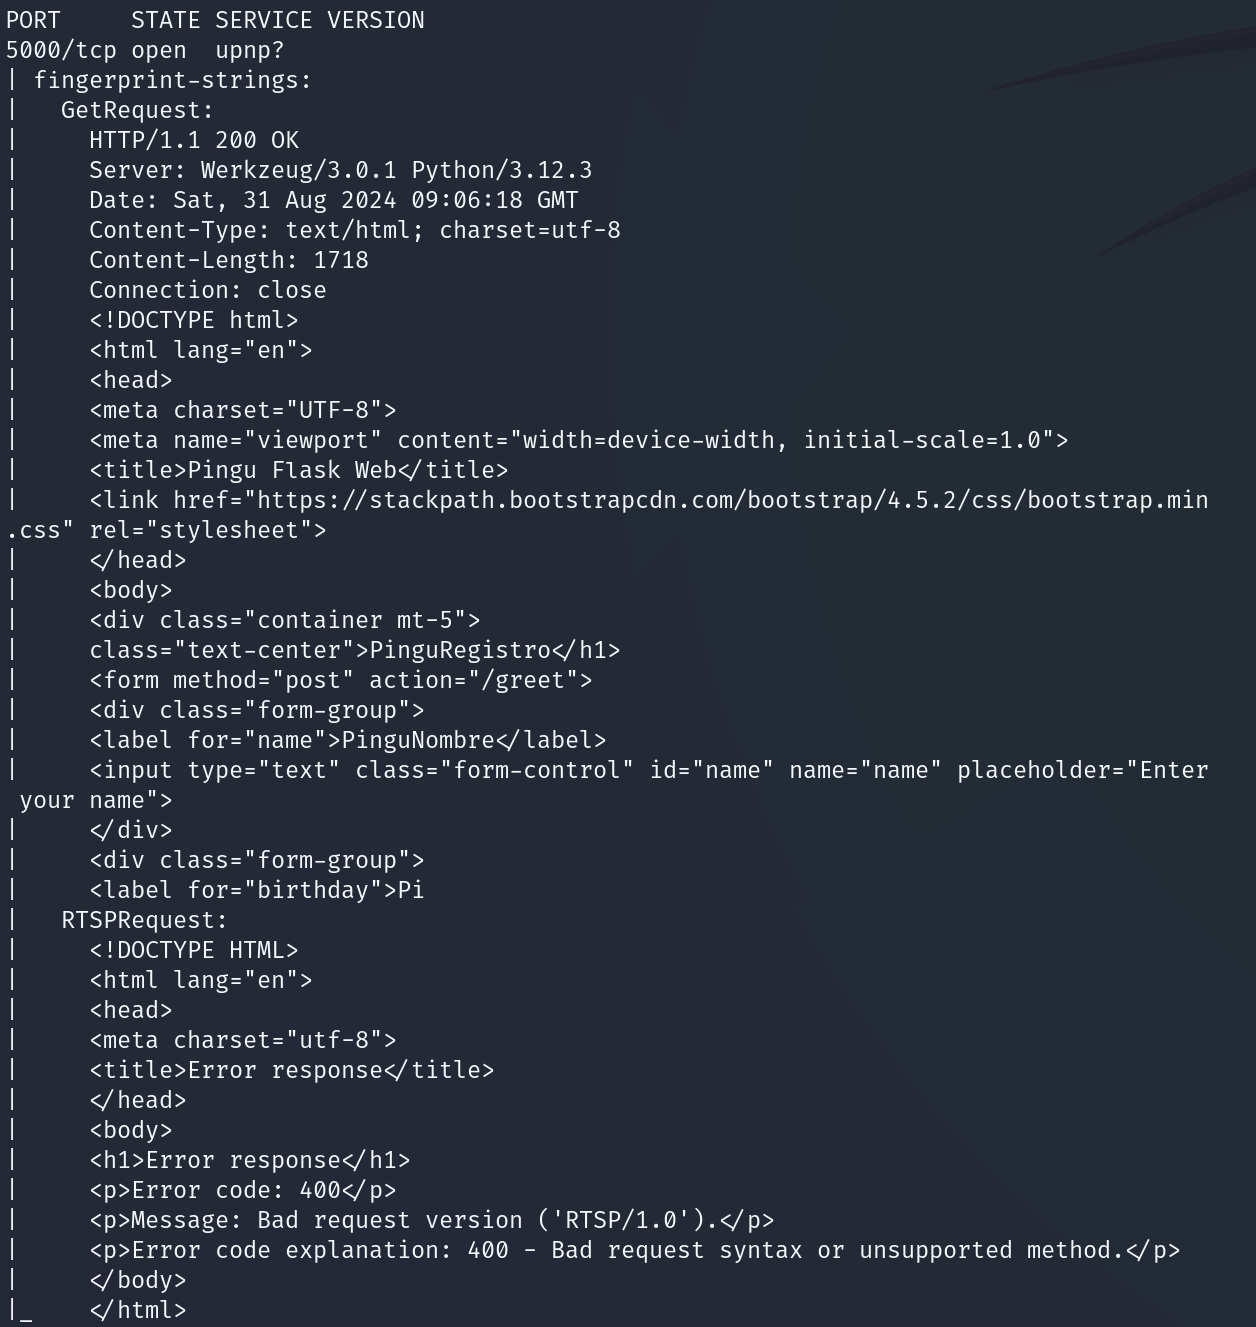 PORT     STATE SERVICE VERSION
5000/tcp open  upnp?
| fingerprint-strings:
|   GetRequest:
|     HTTP/1.1 200 OK
|     Server: Werkzeug/3.0.1 Python/3.12.3
|     Date: Sat, 31 Aug 2024 09:06:18 GMT
|     Content-Type: text/html; charset=utf-8
|     Content-Length: 1718
|     Connection: close
|     <!DOCTYPE html>
|     <html lang="en">
|     <head>
|     <meta charset="UTF-8">
|     <meta name="viewport" content="width=device-width, initial-scale=1.0">
|     <title>Pingu Flask Web</title>
|     <link href="https://stackpath.bootstrapcdn.com/bootstrap/4.5.2/css/bootstrap.min
.css" rel="stylesheet">
|     </head>
|     <body>
|     <div class="container mt-5">
|     class="text-center">PinguRegistro</h1>
|     <form method="post" action="/greet">
|     <div class="form-group">
|     <label for="name">PinguNombre</label>
|     <input type="text" class="form-control" id="name" name="name" placeholder="Enter
 your name">
|     </div>
|     <div class="form-group">
|     <label for="birthday">Pi
|   RTSPRequest:
|     <!DOCTYPE HTML>
|     <html lang="en">
|     <head>
|     <meta charset="utf-8">
|     <title>Error response</title>
|     </head>
|     <body>
|     <h1>Error response</h1>
|     <p>Error code: 400</p>
|     <p>Message: Bad request version ('RTSP/1.0').</p>
|     <p>Error code explanation: 400 - Bad request syntax or unsupported method.</p>
|     </body>
|_    </html>